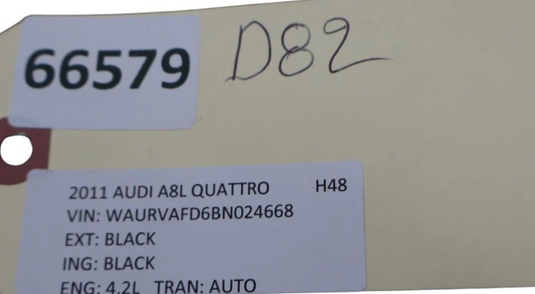 66579 D82
2011 AUDI A8L QUATTRO H48
VIN: WAURVAFD6BN024668
EXT: BLACK
ING: BLACK
ENG: 4.2L TRAN: AUTO